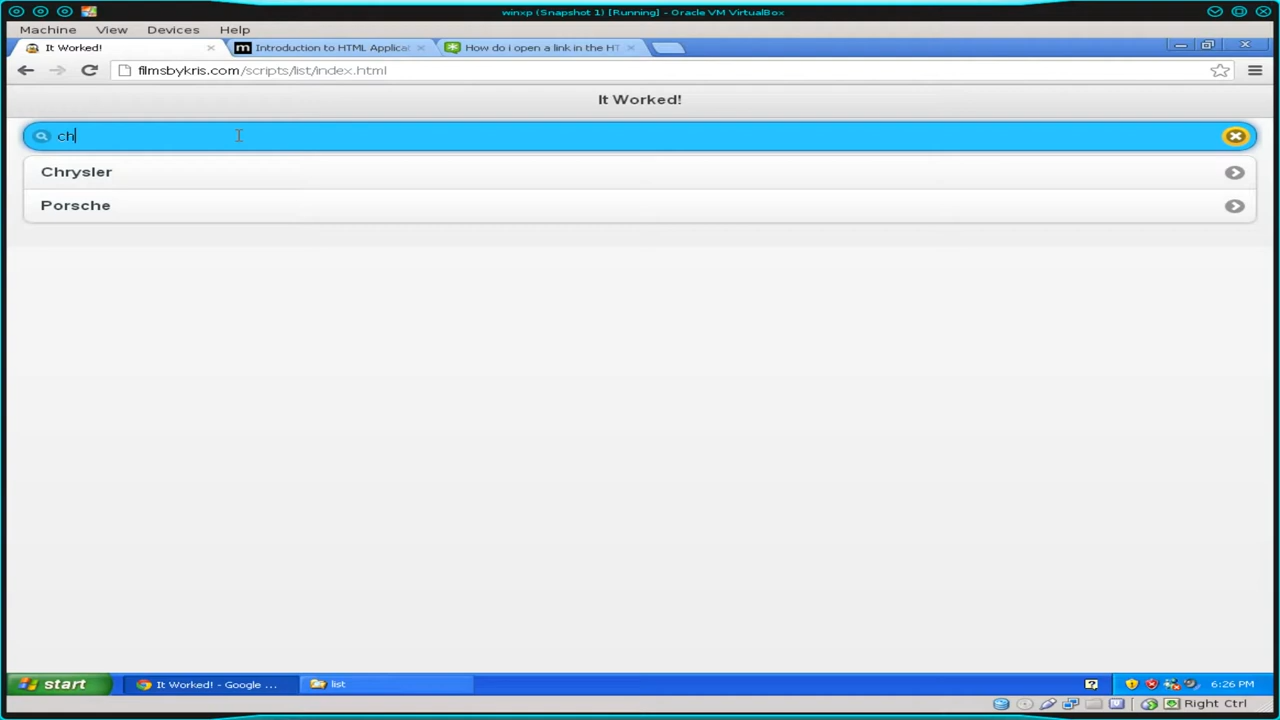 winxp (Snapshot 1) [Running] - Oracle VM VirtualBox
Machine View Devices Help
It Worked! Introduction to HTML Applicat How do i open a link in the HT
filmsbykris.com/scripts/list/index.html
It Worked!
ch
Chrysler
Porsche
start It Worked! - Google ... list 6:26 PM
Right Ctrl